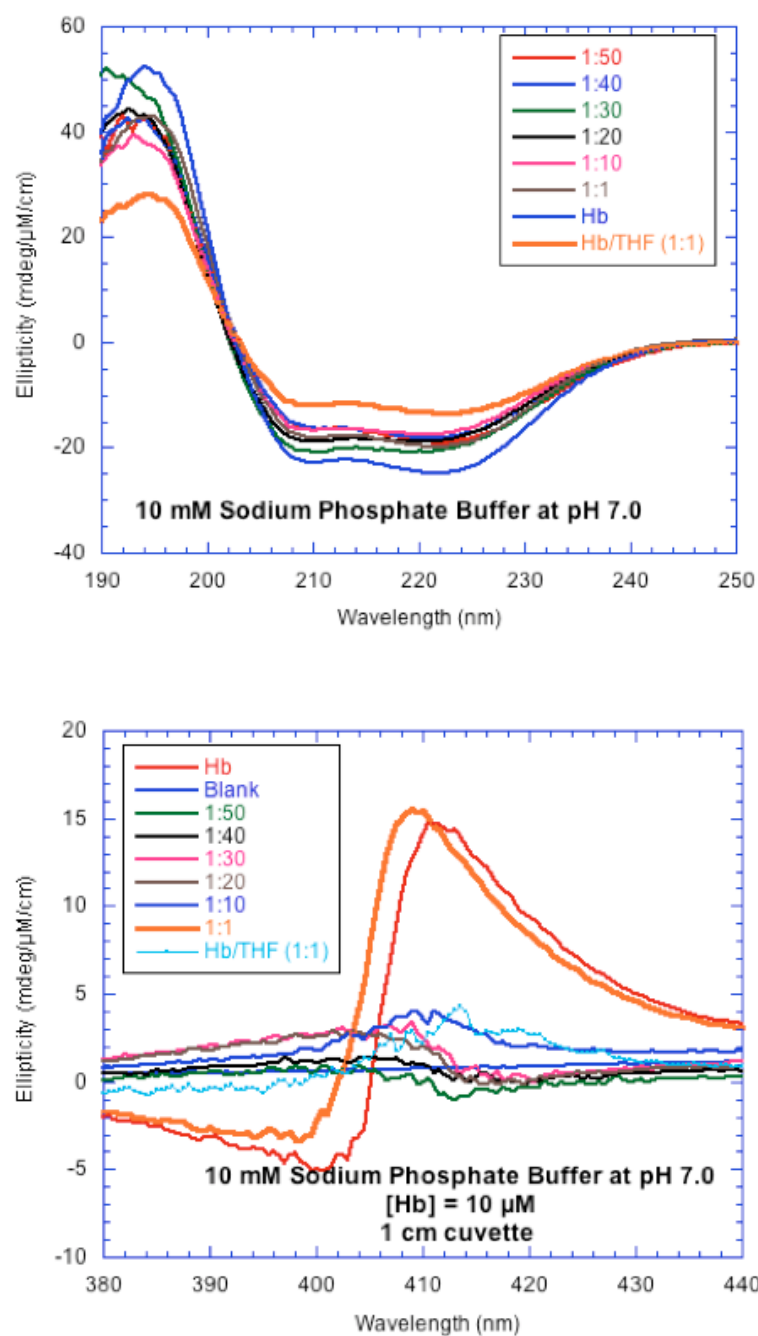 60
40
20
0
-20
-40
Ellipticity (mdeg/µM/cm)
1:50
1:40
1:30
1:20
1:10
1:1
Hb
Hb/THF (1:1)
10 mM Sodium Phosphate Buffer at pH 7.0
190 200 210 220 230 240 250
Wavelength (nm)
20
15
10
5
0
-5
-10
Ellipticity (mdeg/µM/cm)
Hb
Blank
1:50
1:40
1:30
1:20
1:10
1:1
Hb/THF (1:1)
10 mM Sodium Phosphate Buffer at pH 7.0
[Hb] = 10 µM
1 cm cuvette
380 390 400 410 420 430 440
Wavelength (nm)